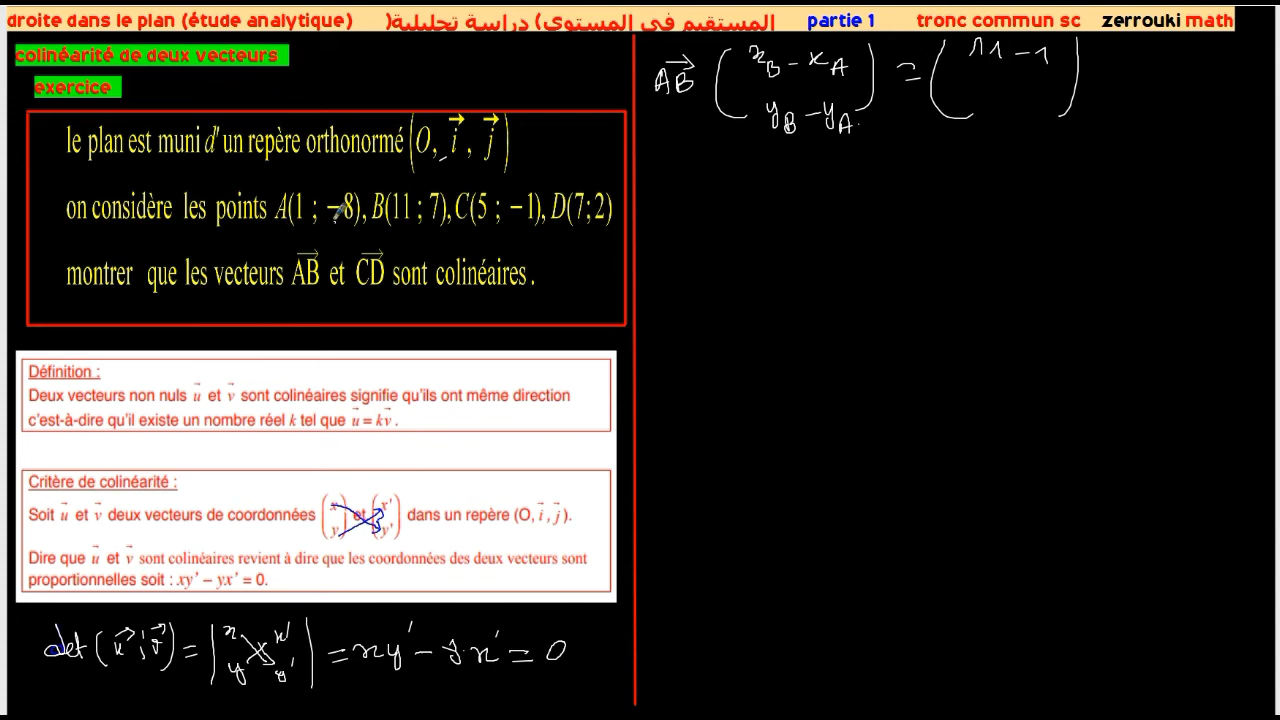 droite dans le plan (étude analytique) المستقيم في المستوى) دراسة تحليلية( partie 1 tronc commun sc zerrouki math
colinéarité de deux vecteurs
exercice
le plan est muni d' un repère orthonormé (O, i, j)
on considère les points A(1 ; −8), B(11 ; 7), C(5 ; −1), D(7;2)
montrer que les vecteurs AB et CD sont colinéaires.
Définition :
Deux vecteurs non nuls u et v sont colinéaires signifie qu'ils ont même direction
c'est-à-dire qu'il existe un nombre réel k tel que u = kv.
Critère de colinéarité :
Soit u et v deux vecteurs de coordonnées (x y) et (x' y') dans un repère (O, i, j).
Dire que u et v sont colinéaires revient à dire que les coordonnées des deux vecteurs sont
proportionnelles soit : xy' − yx' = 0.
det(u;v) = |x x' y y'| = xy' − y x' = 0
AB (x_B − x_A y_B − y_A) = (11 − 1)